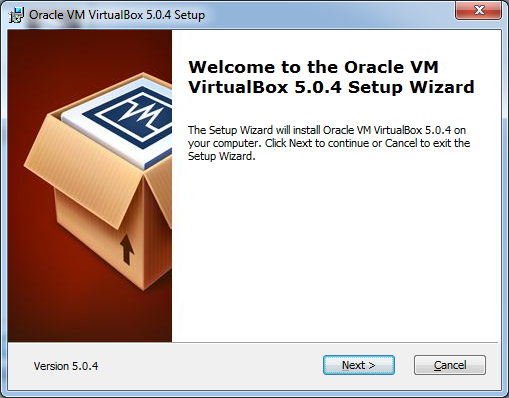 Oracle VM VirtualBox 5.0.4 Setup
Welcome to the Oracle VM
VirtualBox 5.0.4 Setup Wizard
The Setup Wizard will install Oracle VM VirtualBox 5.0.4 on
your computer. Click Next to continue or Cancel to exit the
Setup Wizard.
Version 5.0.4
Next >
Cancel